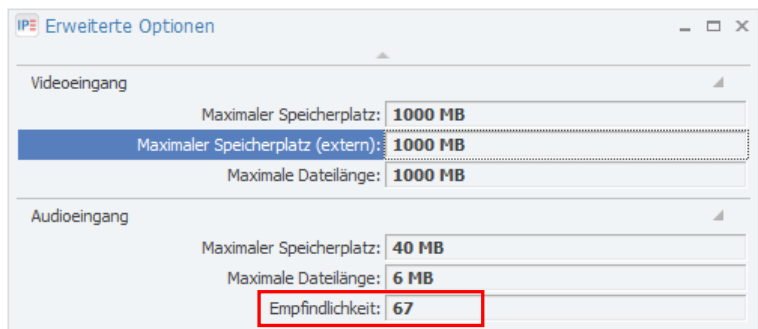 IPE Erweiterte Optionen
Videoeingang
Maximaler Speicherplatz: 1000 MB
Maximaler Speicherplatz (extern): 1000 MB
Maximale Dateilänge: 1000 MB
Audioeingang
Maximaler Speicherplatz: 40 MB
Maximale Dateilänge: 6 MB
Empfindlichkeit: 67